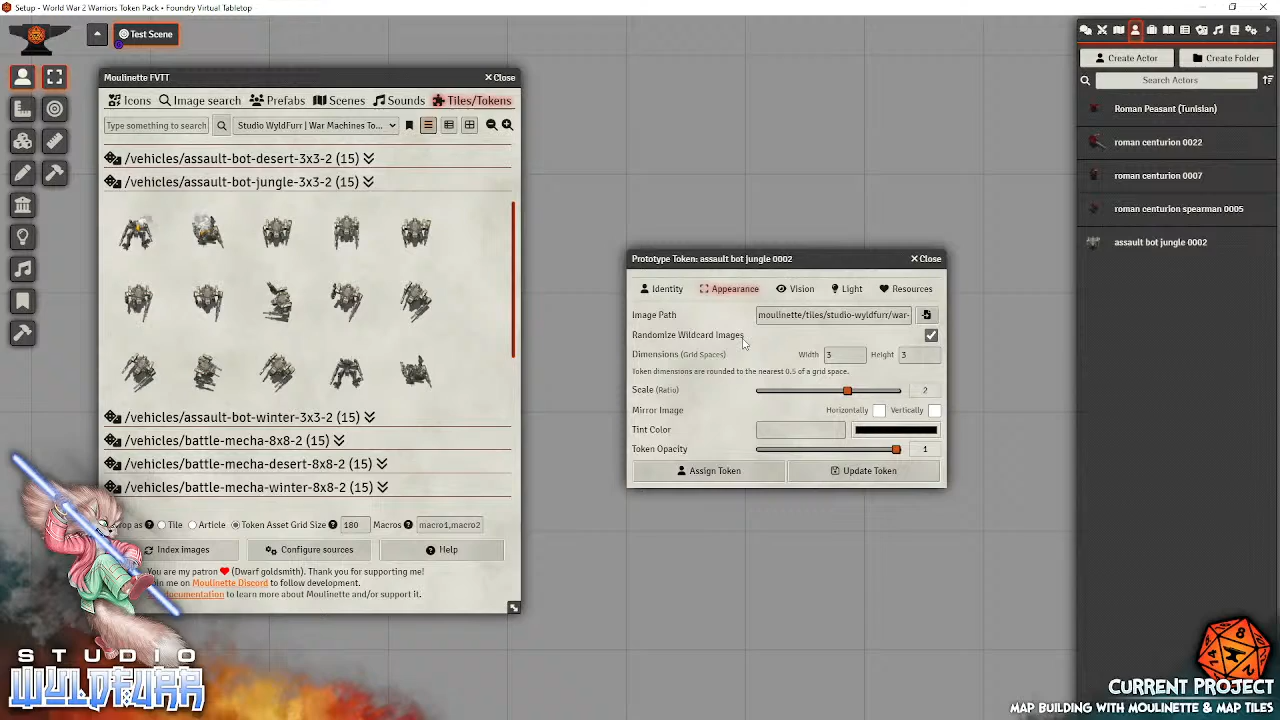 Setup - World War 2 Warriors Token Pack • Foundry Virtual Tabletop
Test Scene
Moulinette FVTT
Close
Icons Image search Prefabs Scenes Sounds Tiles/Tokens
Type something to search
Studio WyldFurr | War Machines To...
/vehicles/assault-bot-desert-3x3-2 (15)
/vehicles/assault-bot-jungle-3x3-2 (15)
/vehicles/assault-bot-winter-3x3-2 (15)
/vehicles/battle-mecha-8x8-2 (15)
/vehicles/battle-mecha-desert-8x8-2 (15)
/vehicles/battle-mecha-winter-8x8-2 (15)
rop as Tile Article Token Asset Grid Size 180 Macros macro1,macro2
Index images Configure sources Help
You are my patron (Dwarf goldsmith). Thank you for supporting me!
in me on Moulinette Discord to follow development.
documentation to learn more about Moulinette and/or support it.
Prototype Token: assault bot jungle 0002
Close
Identity Appearance Vision Light Resources
Image Path moulinette/tiles/studio-wyldfurr/war-
Randomize Wildcard Images
Dimensions (Grid Spaces) Width 3 Height 3
Token dimensions are rounded to the nearest 0.5 of a grid space.
Scale (Ratio) 2
Mirror Image Horizontally Vertically
Tint Color
Token Opacity 1
Assign Token Update Token
Create Actor Create Folder
Search Actors
Roman Peasant (Tunisian)
roman centurion 0022
roman centurion 0007
roman centurion spearman 0005
assault bot jungle 0002
STUDIO
WYLDFURR
CURRENT PROJECT
MAP BUILDING WITH MOULINETTE & MAP TILES